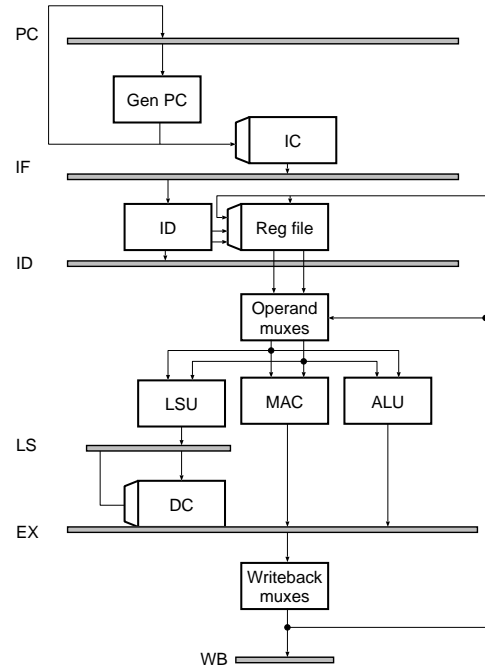 PC
Gen PC
IC
IF
ID
Reg file
ID
Operand
muxes
LSU
MAC
ALU
LS
DC
EX
Writeback
muxes
WB